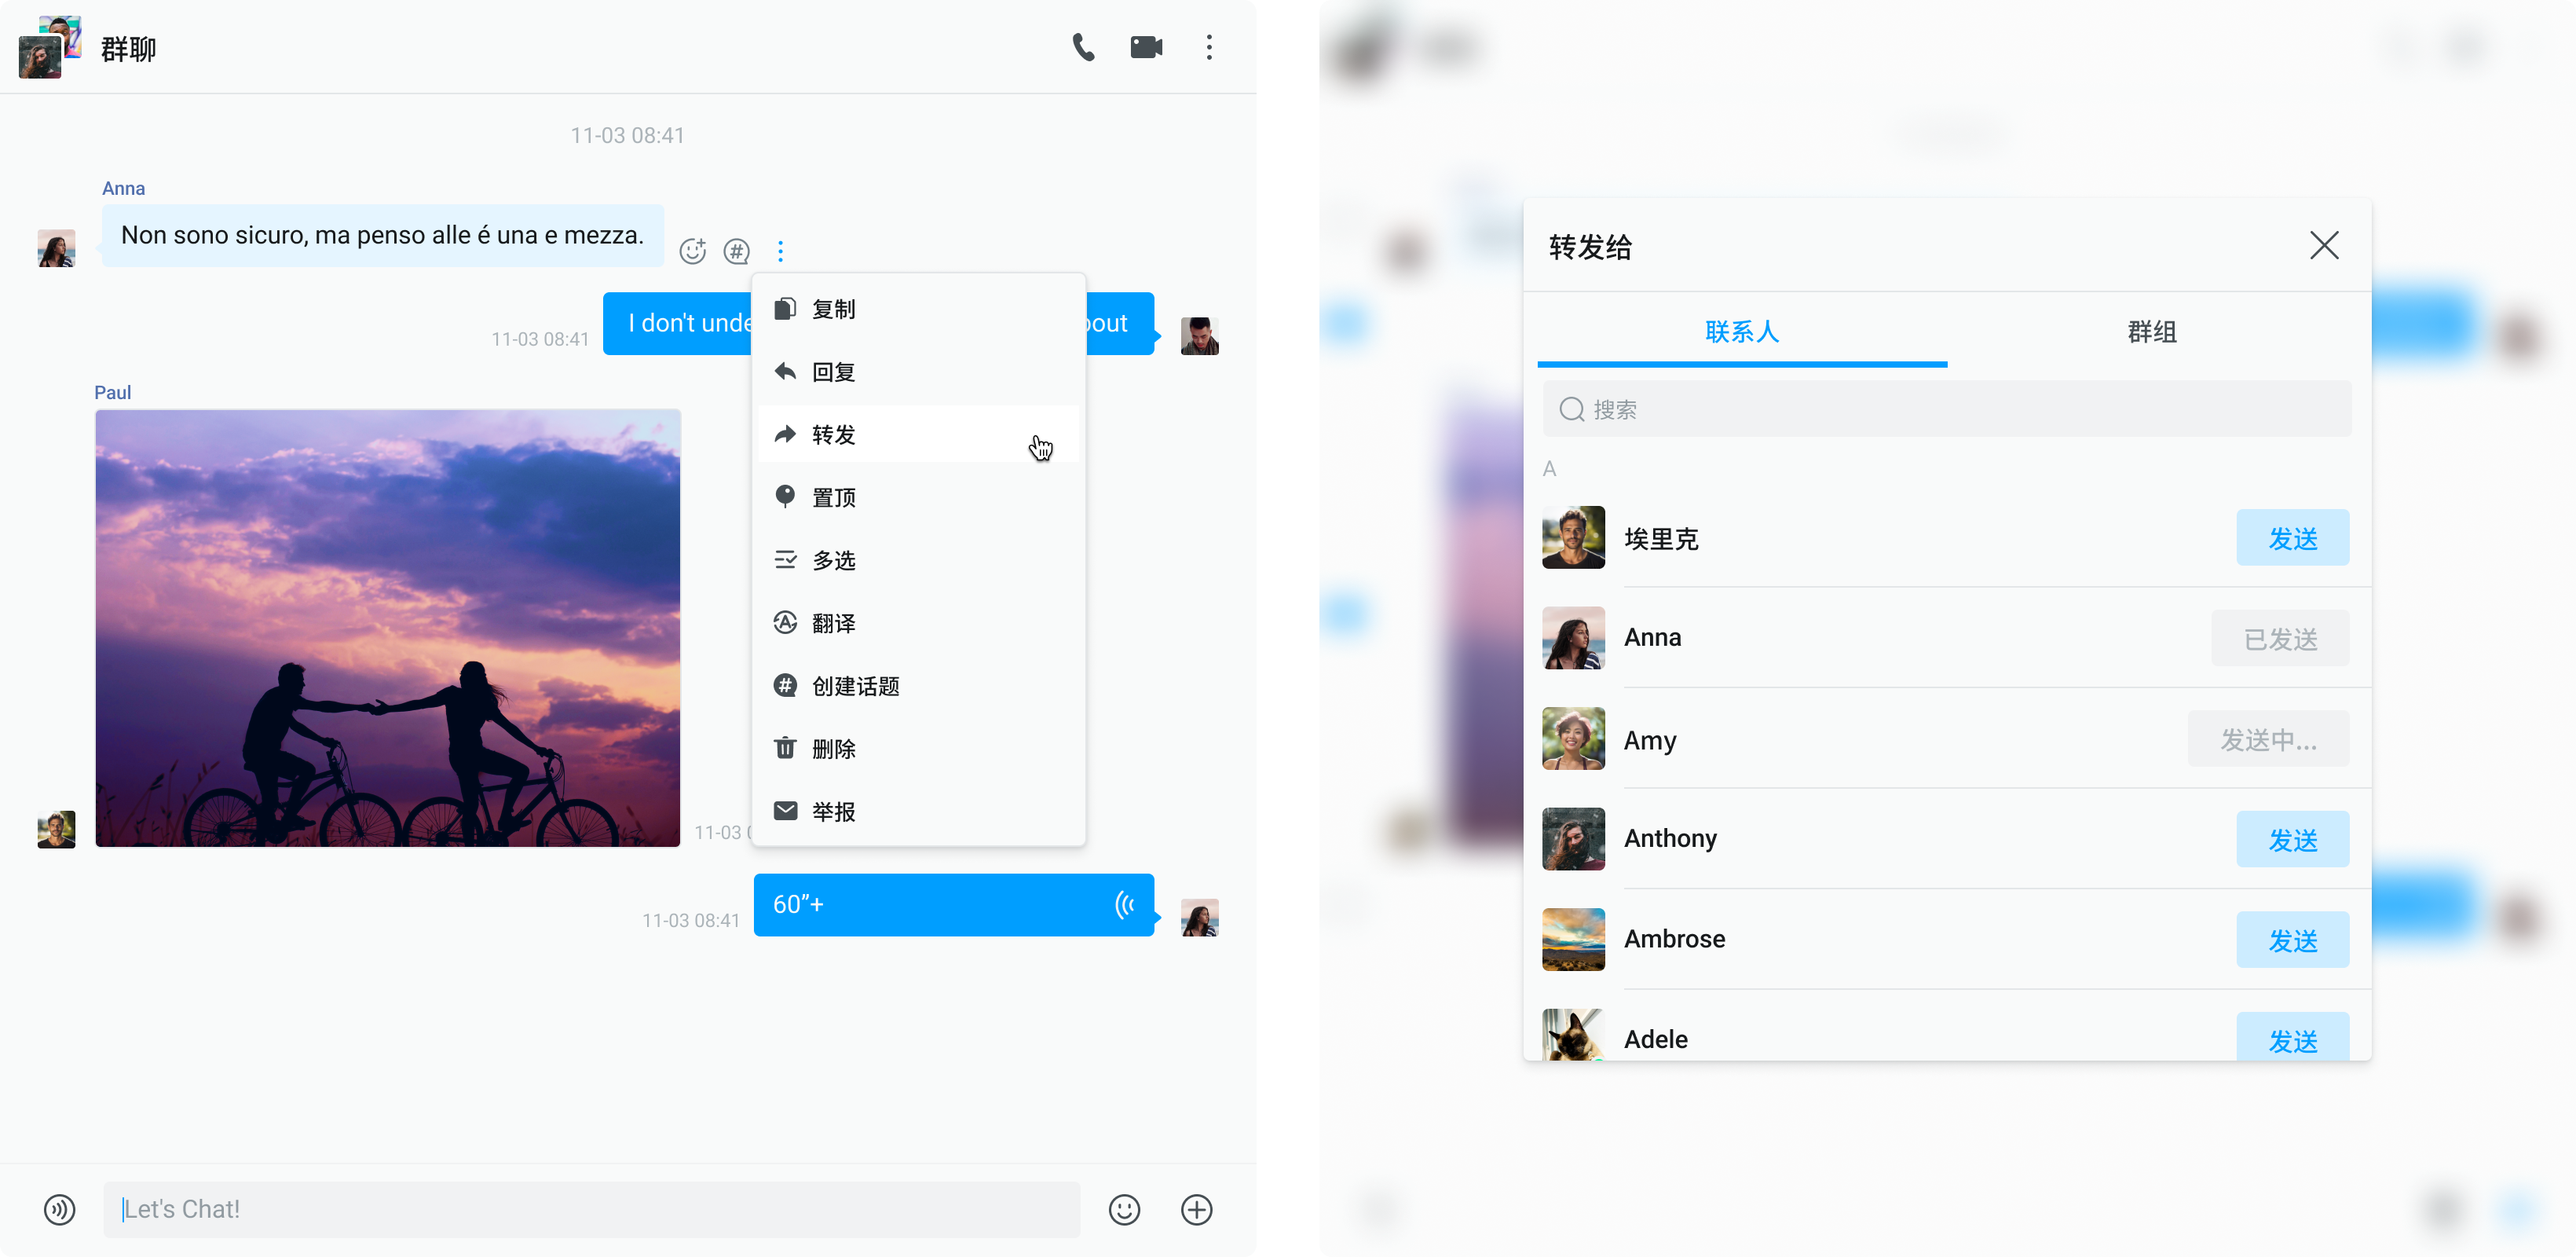 群聊
11-03 08:41
Anna
Non sono sicuro, ma penso alle é una e mezza.
I don't
11-03 08:41
复制
回复
转发
置顶
多选
翻译
创建话题
删除
举报
Paul
11-03
60”+
11-03 08:41
Let's Chat!
转发给
联系人
群组
搜索
A
埃里克
发送
Anna
已发送
Amy
发送中...
Anthony
发送
Ambrose
发送
Adele
发送